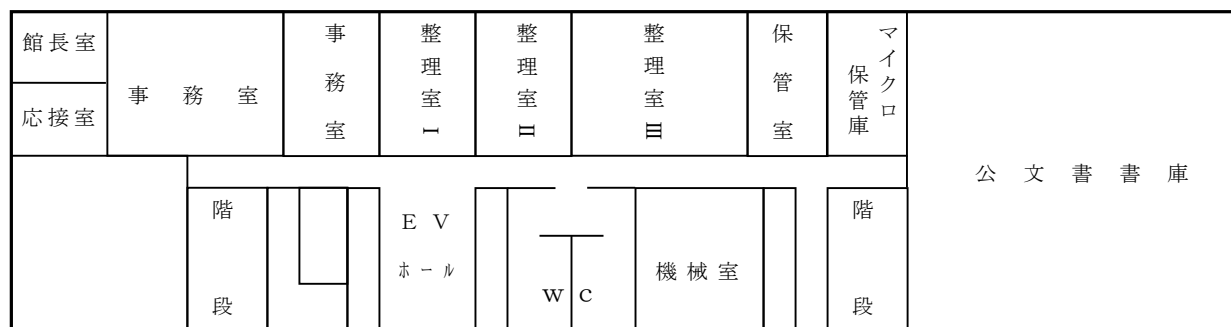 館長室
応接室
事務室
事務室
整理室Ⅰ
整理室Ⅱ
整理室Ⅲ
保管室
マイクロ
保管庫
公文書書庫
階段
ＥＶ
ホール
ｗｃ
機械室
階段